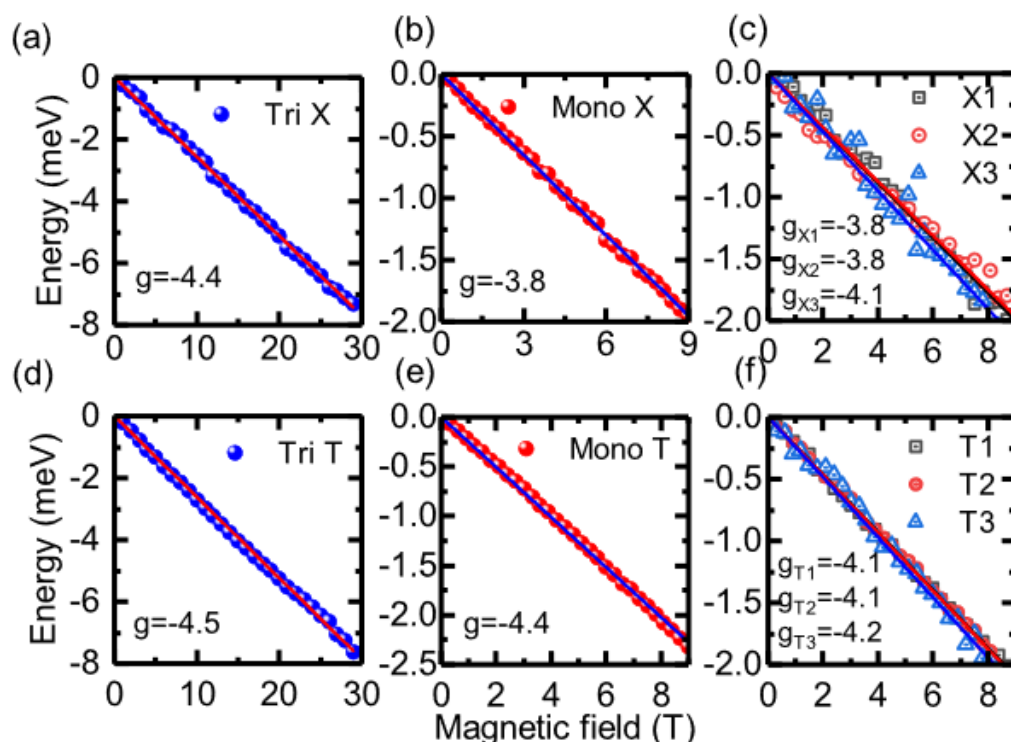 (a)
Energy (meV)
0
-2
-4
-6
-8
Tri X
g=-4.4
0 10 20 30
(b)
0.0
-0.5
-1.0
-1.5
-2.0
Mono X
g=-3.8
0 3 6 9
(c)
0.0
-0.5
-1.0
-1.5
-2.0
X1
X2
X3
gX1=-3.8
gX2=-3.8
gX3=-4.1
0 2 4 6 8
(d)
Energy (meV)
0
-2
-4
-6
-8
Tri T
g=-4.5
0 10 20 30
(e)
0.0
-0.5
-1.0
-1.5
-2.0
-2.5
Mono T
g=-4.4
0 2 4 6 8
(f)
0.0
-0.5
-1.0
-1.5
-2.0
T1
T2
T3
gT1=-4.1
gT2=-4.1
gT3=-4.2
0 2 4 6 8
Magnetic field (T)